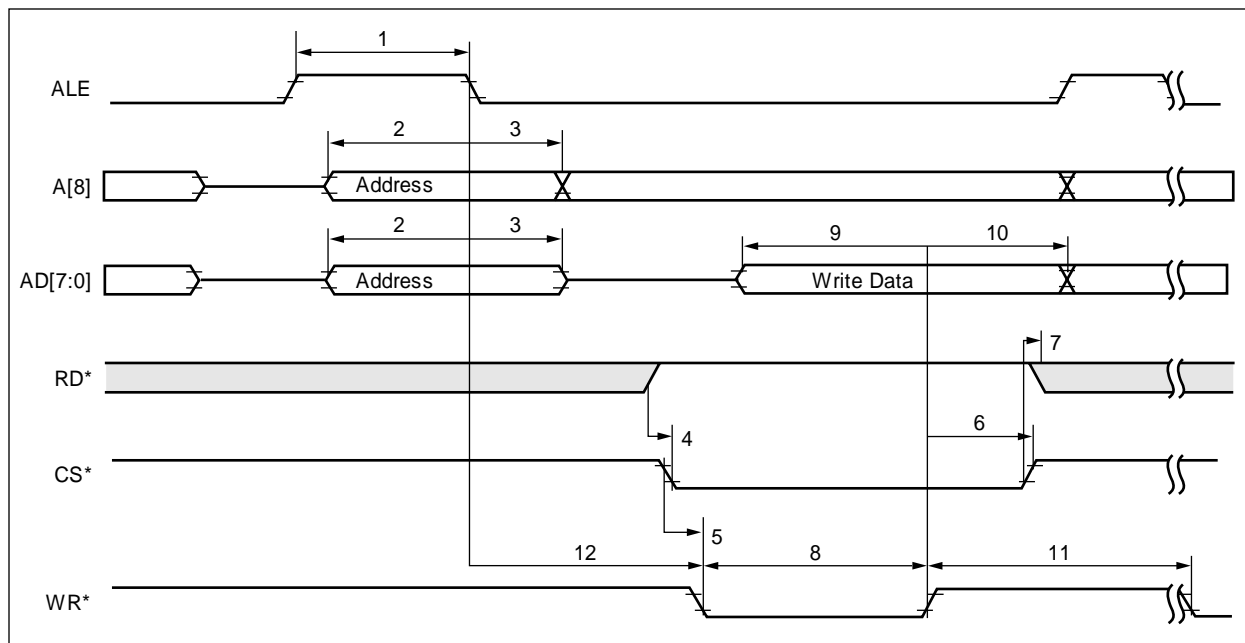 1
ALE
2 3
A[8] Address
2 3 9 10
AD[7:0] Address Write Data
7
RD*
6
4
CS*
5
12 8 11
WR*